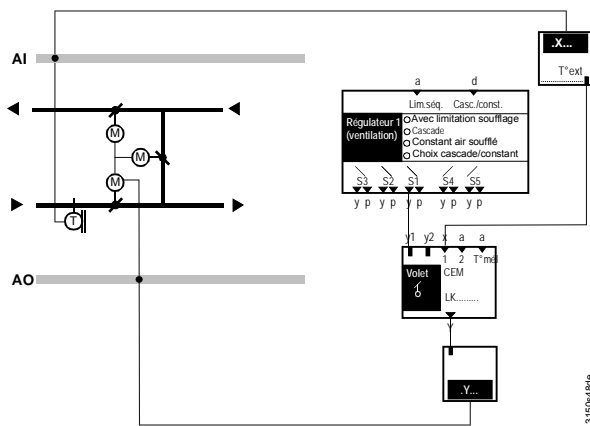 .X...
T°ext
AI
a d
Lim.séq. Casc./const.
Régulateur 1
(ventilation)
Avec limitation soufflage
Cascade
Constant air soufflé
Choix cascade/constant
M
M
M
S3 S2 S1 S4 S5
y p y p y p y p y p
T
y1 y2 x a a
1 2 T°mél
AO
Volet
CEM
LK.........
Y
.Y...
3150s48de